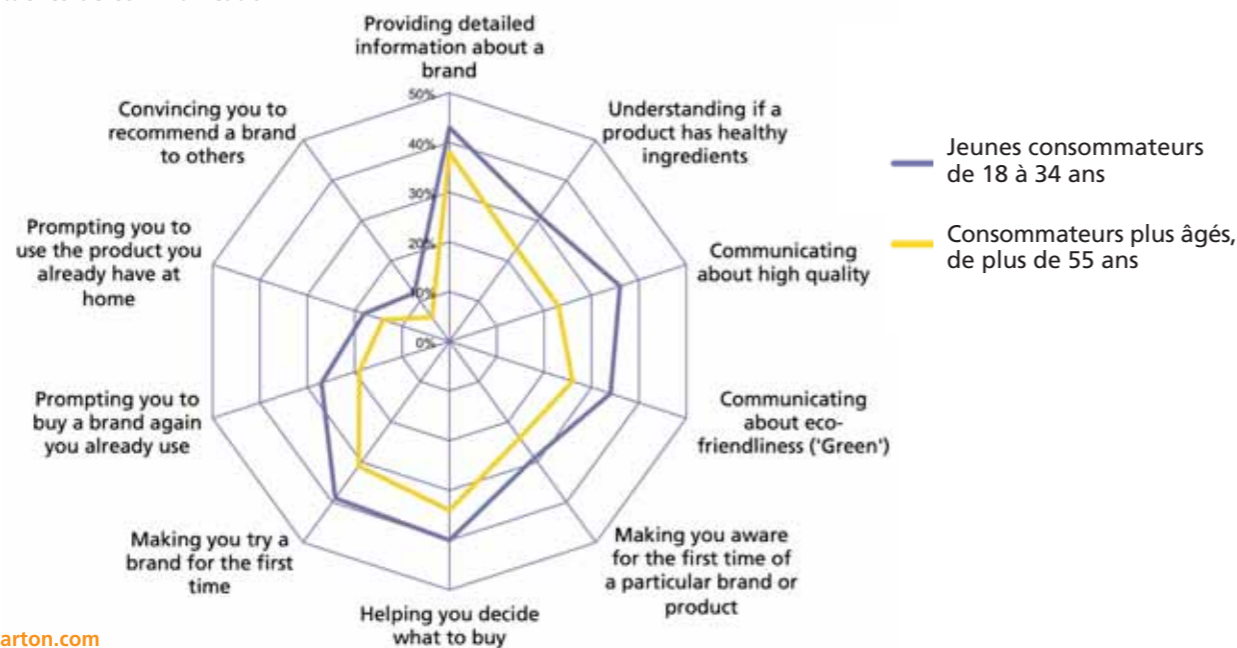 Providing detailed
information about a
brand
Understanding if a
product has healthy
ingredients
Communicating
about high quality
Communicating
about eco-
friendliness ('Green')
Making you aware
for the first time of
a particular brand or
product
Helping you decide
what to buy
Making you try a
brand for the first
time
Prompting you to
buy a brand again
you already use
Prompting you to
use the product you
already have at
home
Convincing you to
recommend a brand
to others
50%
40%
30%
20%
10%
0%
Jeunes consommateurs
de 18 à 34 ans
Consommateurs plus âgés,
de plus de 55 ans
arton.com